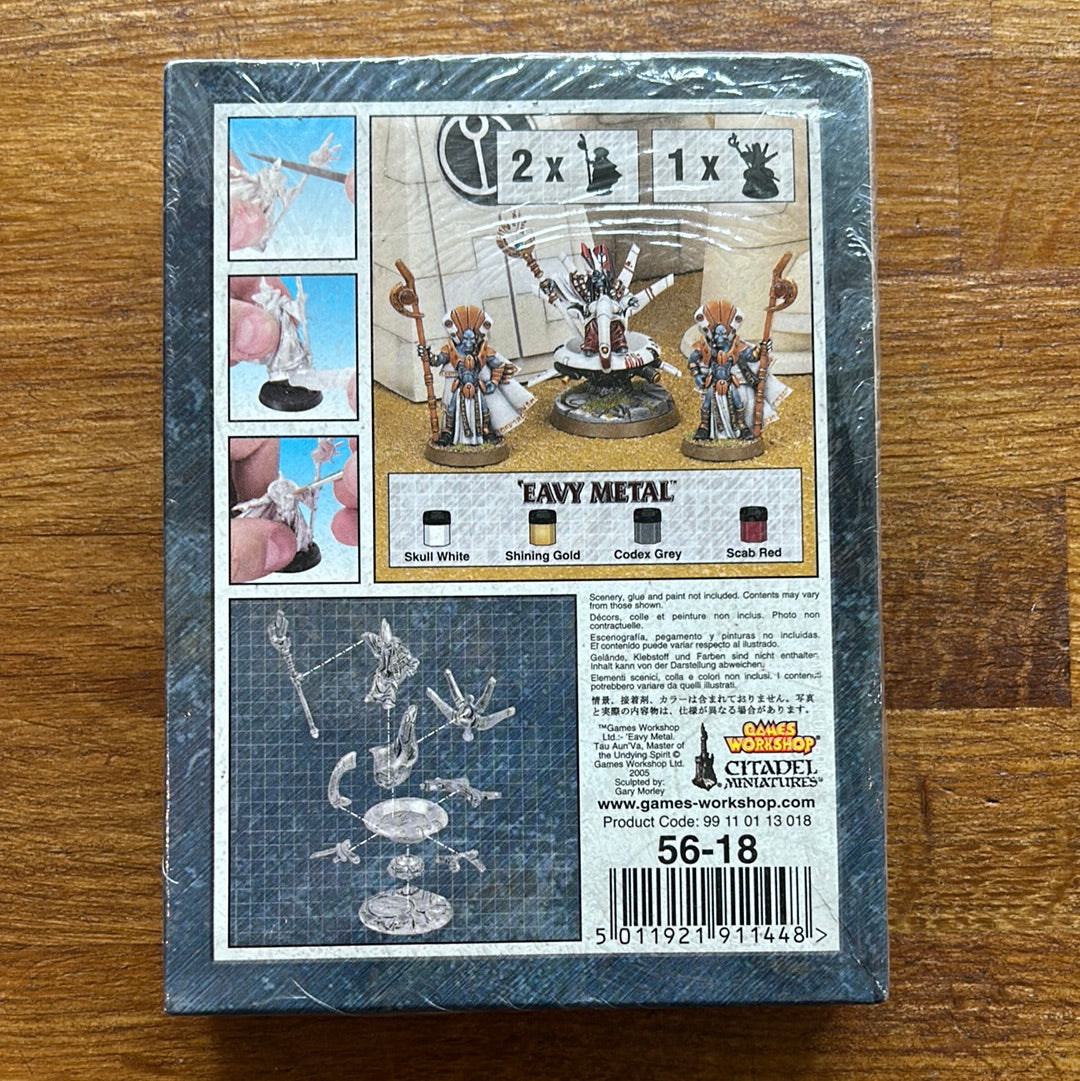 2 x
1 x
'EAVY METAL™
Skull White
Shining Gold
Codex Grey
Scab Red
Scenery, glue and paint not included. Contents may vary
from those shown.
Décors, colle et peinture non inclus. Photo non
contractuelle.
Escenografía, pegamento y pinturas no incluidas.
El contenido puede variar respecto al ilustrado.
Gelände, Klebstoff und Farben sind nicht enthalten.
Inhalt kann von der Darstellung abweichen.
Elementi scenici, colla e colori non inclusi. I contenuti
potrebbero variare da quelli illustrati.
情景、接着剤、カラーは含まれておりません。写真
と実際の内容物は、仕様が異なる場合があります。
™Games Workshop
Ltd.:- 'Eavy Metal.
Tau Aun'Va, Master of
the Undying Spirit ©
Games Workshop Ltd.
2005
Sculpted by:
Gary Morley
GAMES
WORKSHOP®
CITADEL
MINIATURES®
www.games-workshop.com
Product Code: 99 11 01 13 018
56-18
5 011921 911448 >